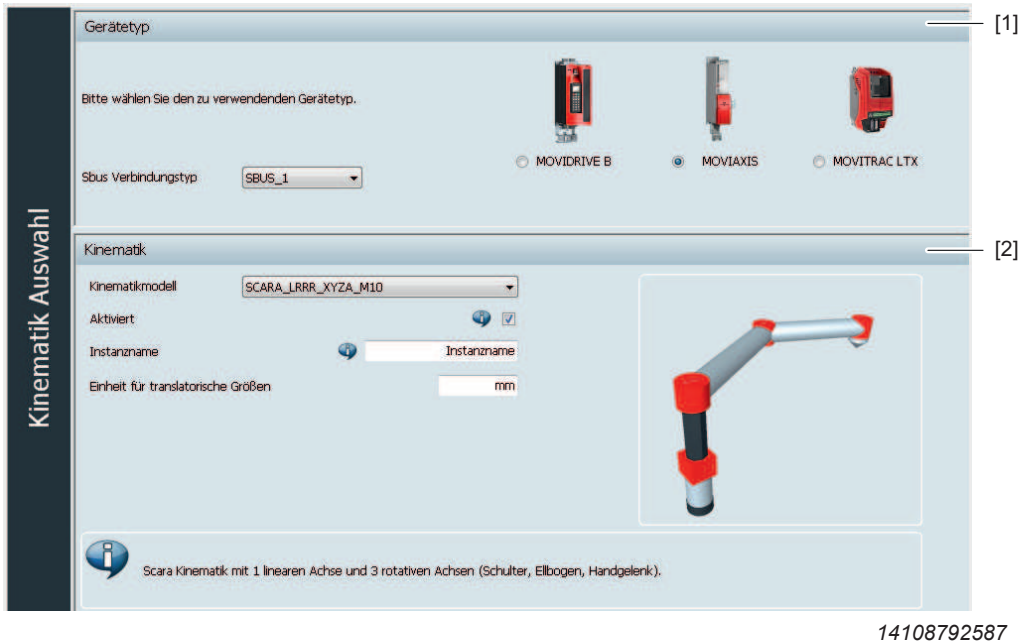 Kinematik Auswahl
Gerätetyp
[1]
Bitte wählen Sie den zu verwendenden Gerätetyp.
MOVIDRIVE B
MOVIAXIS
MOVITRAC LTX
Sbus Verbindungstyp
SBUS_1
Kinematik
[2]
Kinematikmodell
SCARA_LRRR_XYZA_M10
Aktiviert
Instanzname
Instanzname
Einheit für translatorische Größen
mm
Scara Kinematik mit 1 linearen Achse und 3 rotativen Achsen (Schulter, Ellbogen, Handgelenk).
14108792587